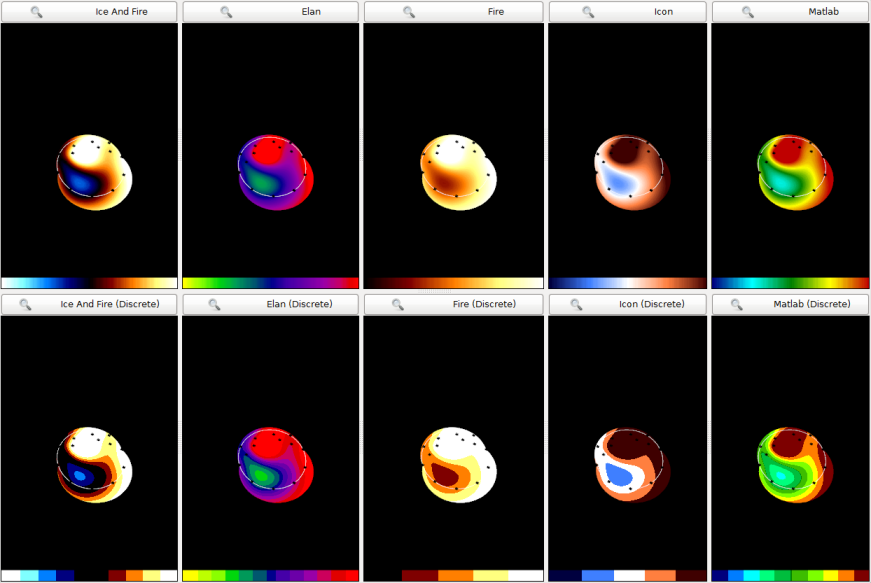 Ice And Fire
Elan
Fire
Icon
Matlab
Ice And Fire (Discrete)
Elan (Discrete)
Fire (Discrete)
Icon (Discrete)
Matlab (Discrete)